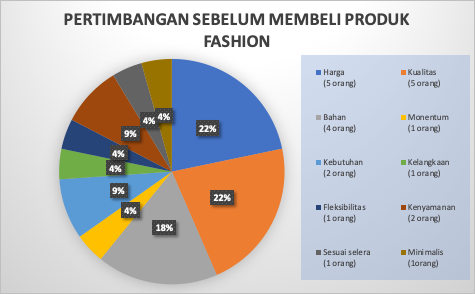 PERTIMBANGAN SEBELUM MEMBELI PRODUK
FASHION
22%
22%
18%
4%
9%
4%
4%
9%
4%
4%
Harga
(5 orang)
Kualitas
(5 orang)
Bahan
(4 orang)
Momentum
(1 orang)
Kebutuhan
(2 orang)
Kelangkaan
(1 orang)
Fleksibilitas
(1 orang)
Kenyamanan
(2 orang)
Sesuai selera
(1 orang)
Minimalis
(1orang)